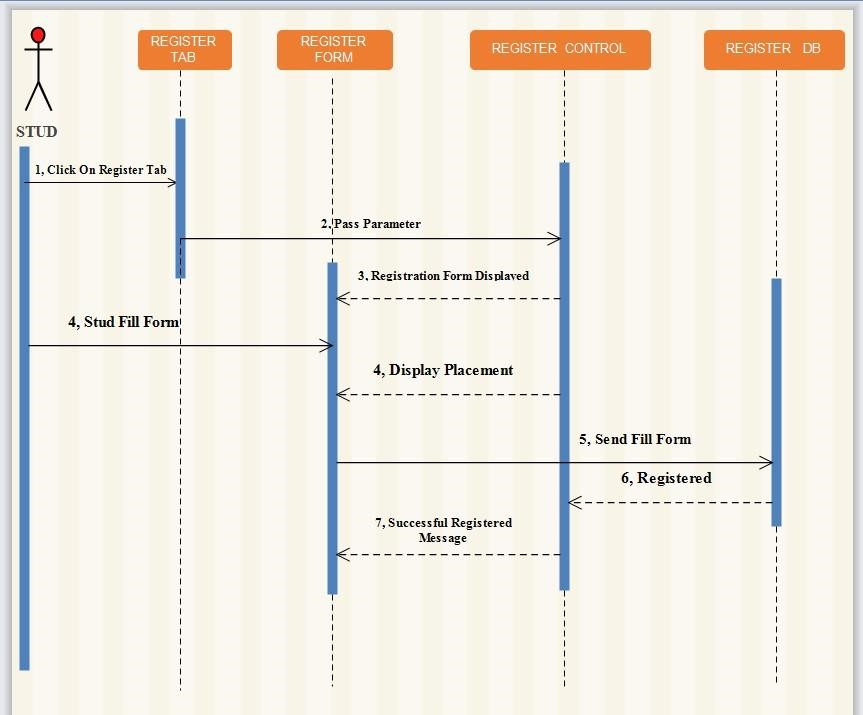 REGISTER
TAB
REGISTER
FORM
REGISTER CONTROL
REGISTER DB
STUD
1, Click On Register Tab
2, Pass Parameter
3, Registration Form Displayed
4, Stud Fill Form
4, Display Placement
5, Send Fill Form
6, Registered
7, Successful Registered
Message